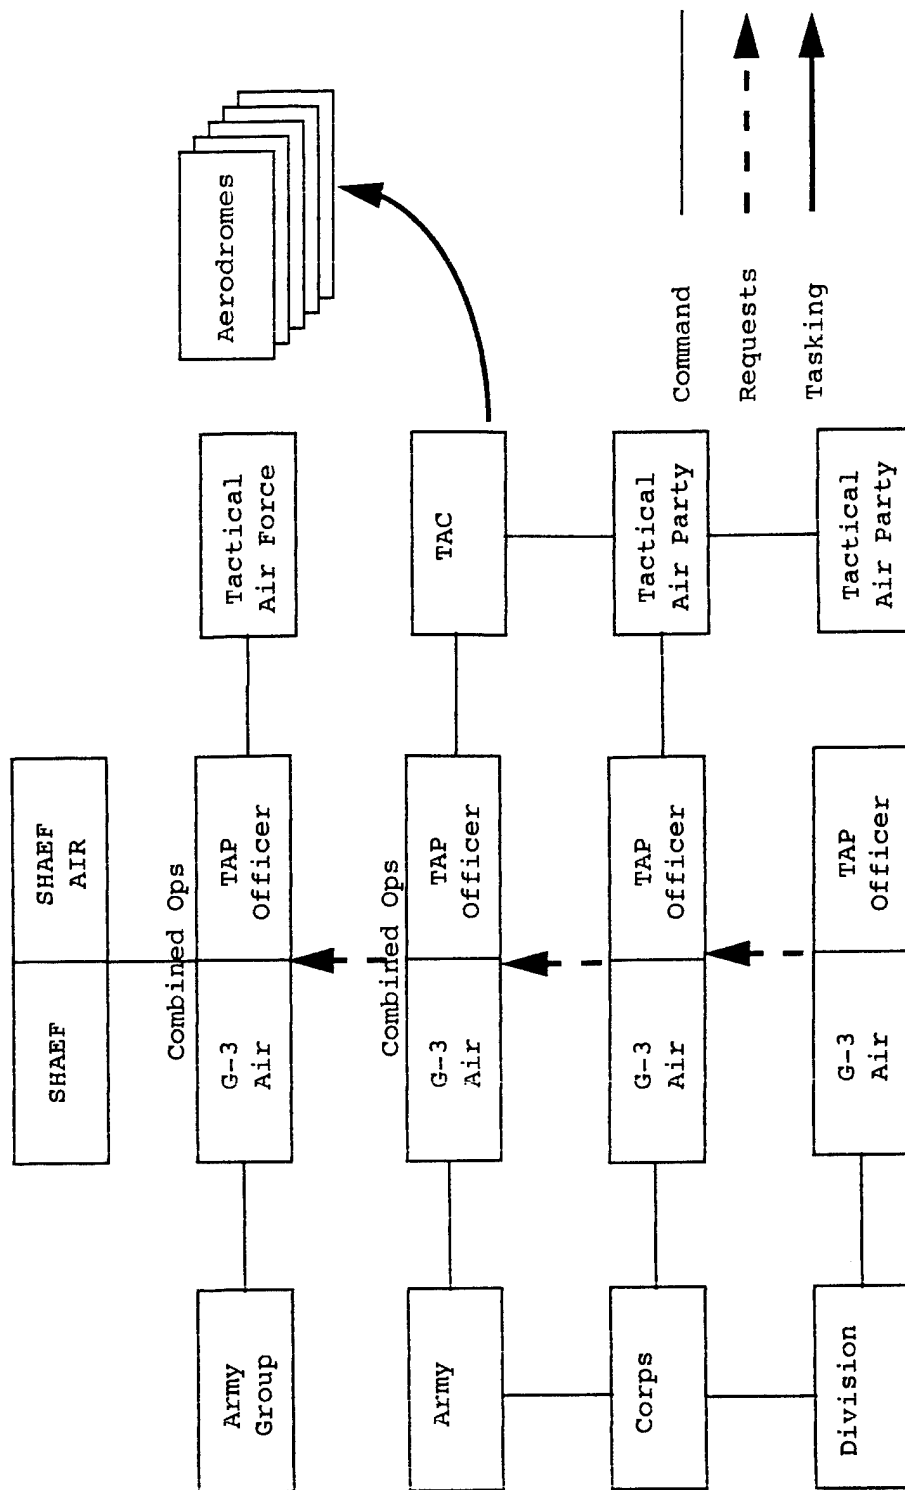 SHAEF
SHAEF
AIR
Combined Ops
Army
Group
G-3
Air
TAP
Officer
Tactical
Air Force
Aerodromes
Combined Ops
Army
G-3
Air
TAP
Officer
TAC
Corps
G-3
Air
TAP
Officer
Tactical
Air Party
Division
G-3
Air
TAP
Officer
Tactical
Air Party
Command
Requests
Tasking